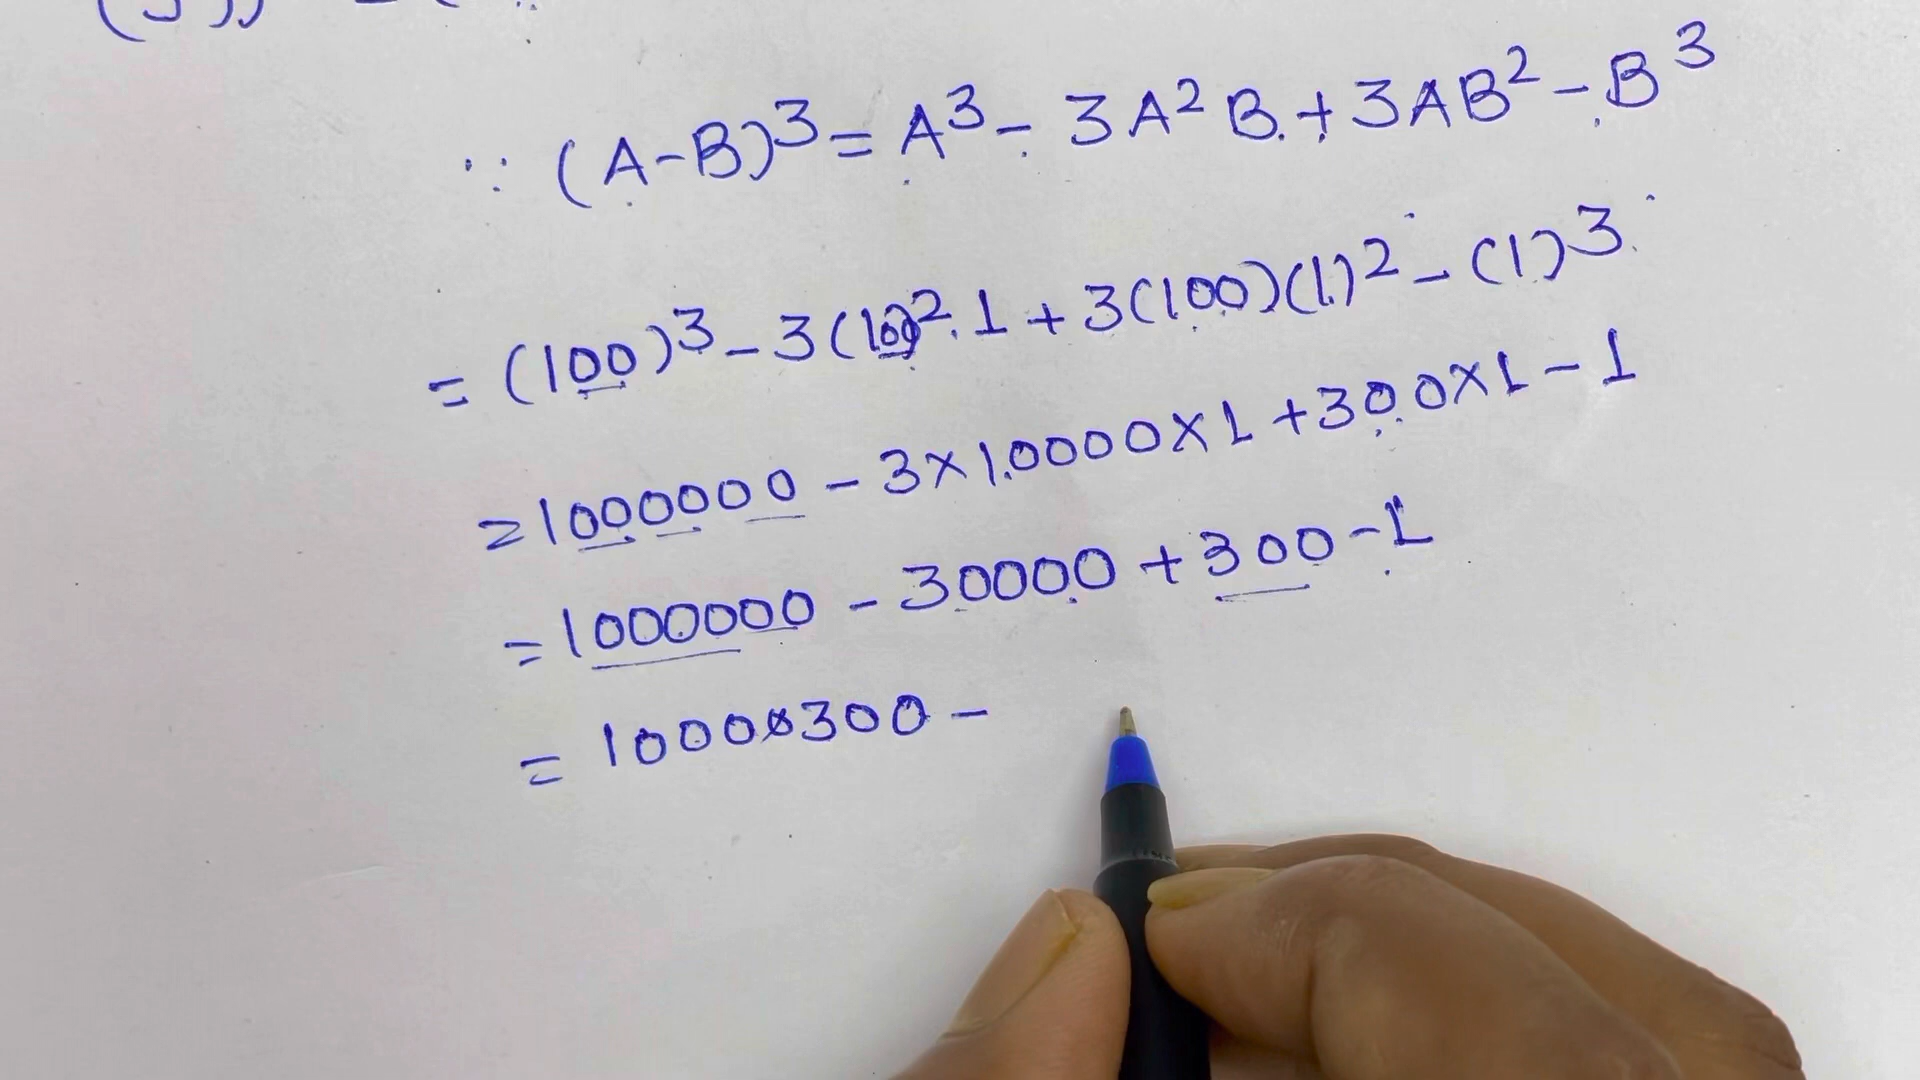 ∵ (A-B)³ = A³ - 3A²B + 3AB² - B³
= (100)³ - 3(100)².1 + 3(100)(1)² - (1)³
= 1000000 - 3×10000×1 + 300×1 - 1
= 1000000 - 30000 + 300 - 1
= 1000300 -